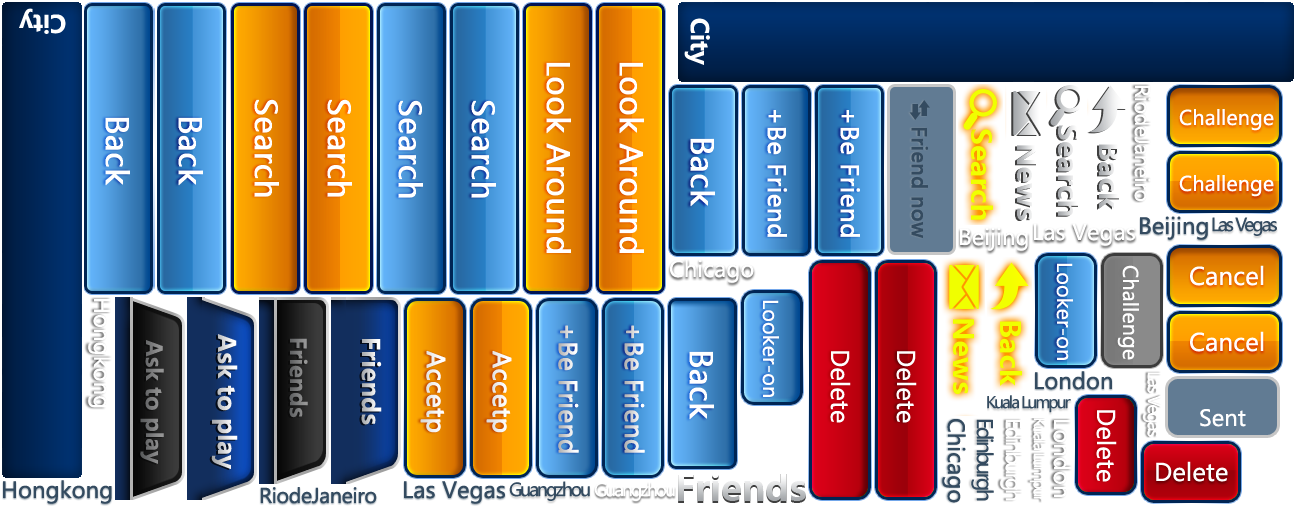 City
Back
Back
Search
Search
Search
Search
Look Around
Look Around
City
Back
+Be Friend
+Be Friend
Friend now
Search
News
Search
Back
RiodeJaneiro
Challenge
Challenge
Beijing
Las Vegas
Beijing
Las Vegas
Chicago
Hongkong
Ask to play
Ask to play
Friends
Friends
Accetp
Accetp
+Be Friend
+Be Friend
Back
Looker-on
Delete
Delete
News
Back
Looker-on
Challenge
Cancel
Cancel
London
Kuala Lumpur
Las Vegas
Sent
Chicago
Edinburgh
Edinburgh
Kuala Lumpur
London
Delete
Delete
Hongkong
RiodeJaneiro
Las Vegas
Guangzhou
Guangzhou
Friends